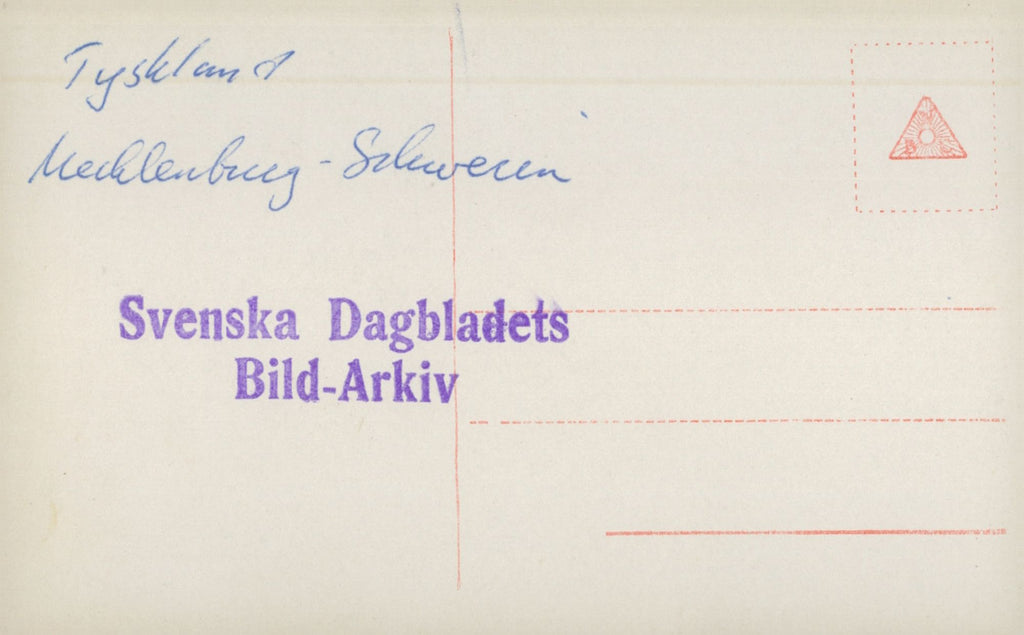 Tyskland
Mecklenburg - Schwerin
Svenska Dagbladets
Bild-Arkiv